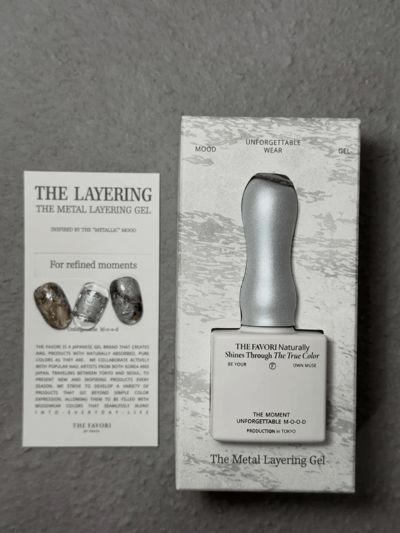 THE LAYERING
THE METAL LAYERING GEL
INSPIRED BY THE "METALLIC" MOOD
For refined moments
M-o-o-d
THE FAVORI IS A JAPANESE GEL BRAND THAT CREATES
NAIL PRODUCTS WITH NATURALLY ABSORBED, PURE
COLORS AS THEY ARE. WE COLLABORATE ACTIVELY
WITH POPULAR NAIL ARTISTS FROM BOTH KOREA AND
JAPAN, TRAVELING BETWEEN TOKYO AND SEOUL, TO
PRESENT NEW AND INSPIRING PRODUCTS EVERY
SEASON. WE STRIVE TO DEVELOP A VARIETY OF
PRODUCTS THAT GO BEYOND SIMPLE COLOR
EXPRESSION, ALLOWING THEM TO BE FILLED WITH
COLORS THAT SEAMLESSLY BLEND
INTO EVERYDAY LIFE
THE FAVORI
MOOD
UNFORGETTABLE
WEAR
GEL
THE FAVORI Naturally
Shines Through The True Color
BE YOUR F OWN MUSE
THE MOMENT
UNFORGETTABLE M-O-O-D
PRODUCTION in TOKYO
The Metal Layering Gel